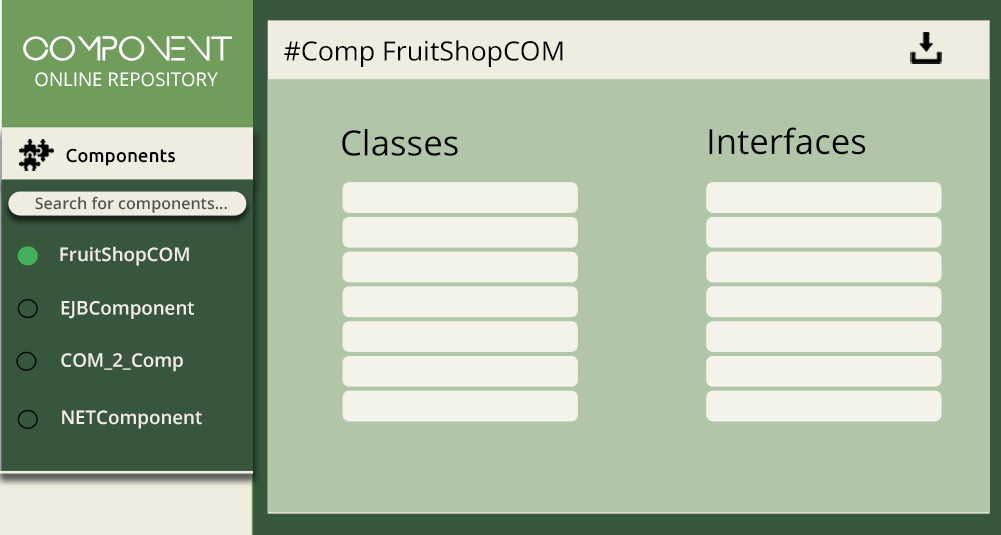 COMPONENT
ONLINE REPOSITORY
Components
Search for components...
FruitShopCOM
EJBComponent
COM_2_Comp
NETComponent
#Comp FruitShopCOM
Classes
Interfaces